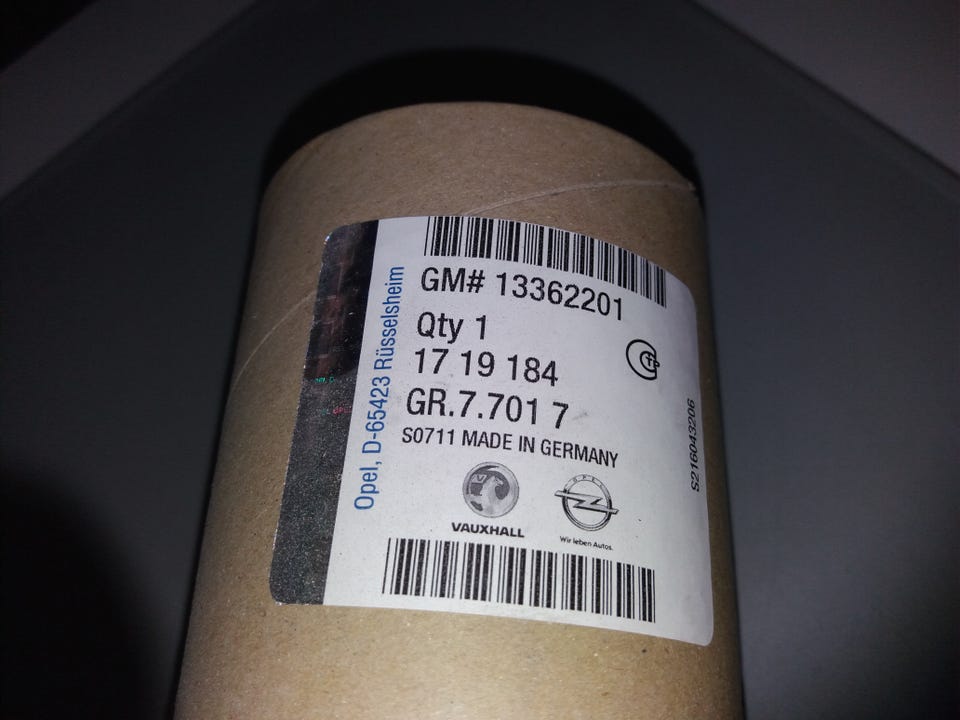 GM# 13362201
Qty 1
17 19 184
GR.7.701 7
S0711 MADE IN GERMANY
VAUXHALL
OPEL
Wir leben Autos.
Opel, D-65423 Rüsselsheim
S216043206